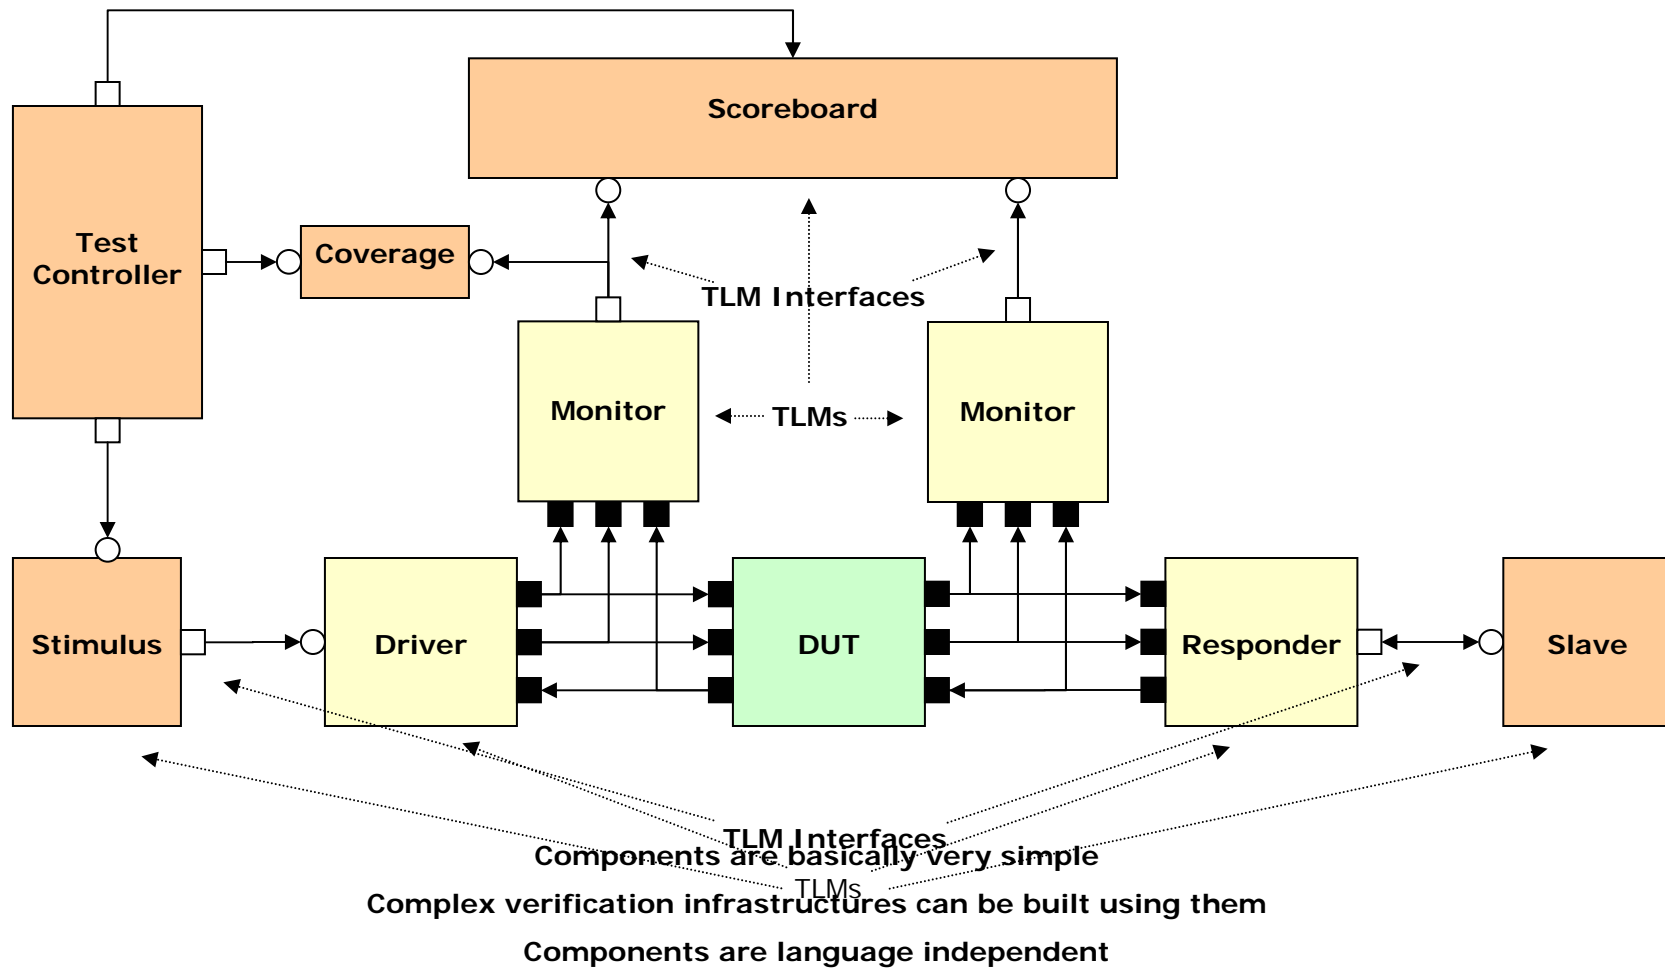 Scoreboard
Test
Controller
Coverage
TLM Interfaces
Monitor
TLMs
Monitor
Stimulus
Driver
DUT
Responder
Slave
TLM Interfaces
Components are basically very simple
TLMs
Complex verification infrastructures can be built using them
Components are language independent